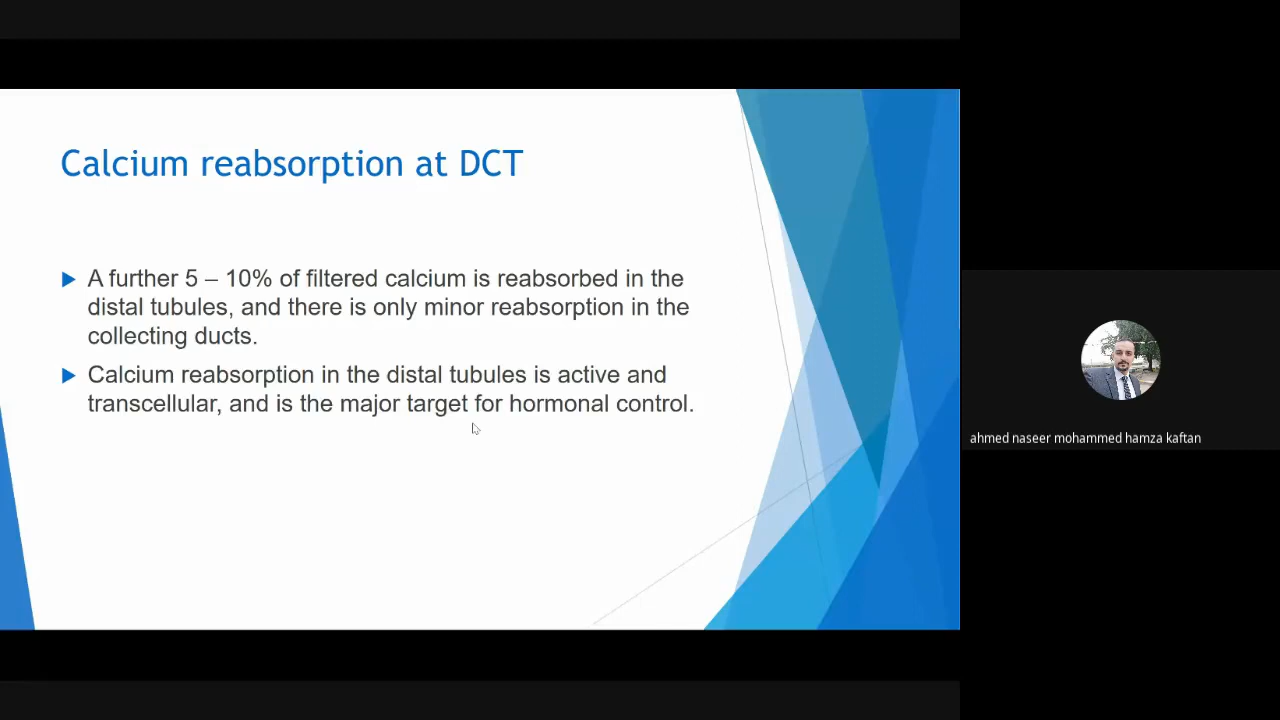 Calcium reabsorption at DCT
A further 5 – 10% of filtered calcium is reabsorbed in the
distal tubules, and there is only minor reabsorption in the
collecting ducts.
Calcium reabsorption in the distal tubules is active and
transcellular, and is the major target for hormonal control.
ahmed naseer mohammed hamza kaftan